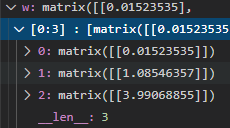 w: matrix([[0.01523535],
[0:3] : [matrix([[0.01523535
0: matrix([[0.01523535]])
1: matrix([[1.08546357]])
2: matrix([[3.99068855]])
__len__: 3